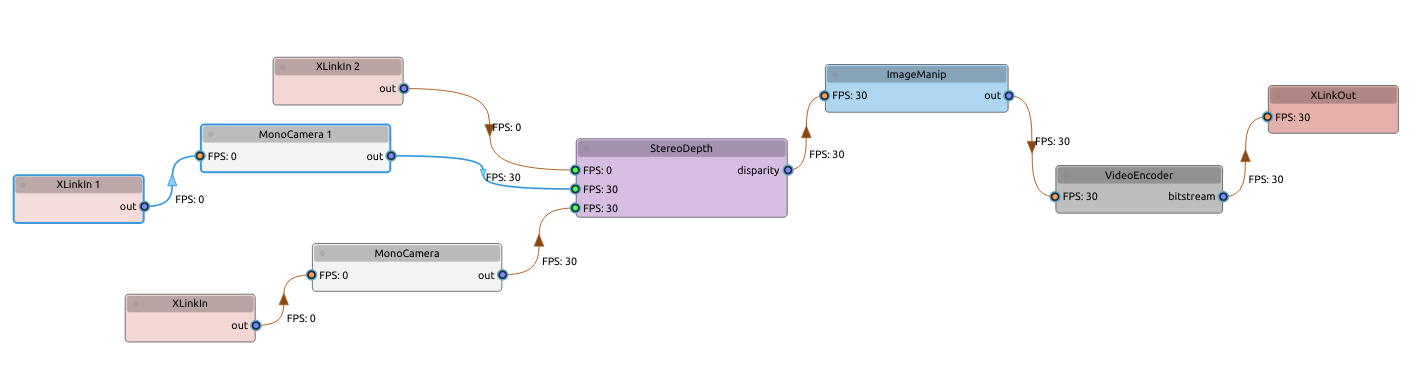 XLinkIn 2
out
FPS: 0
MonoCamera 1
FPS: 0
out
FPS: 30
XLinkIn 1
out
FPS: 0
MonoCamera
FPS: 0
out
FPS: 30
XLinkIn
out
FPS: 0
StereoDepth
FPS: 0
disparity
FPS: 30
FPS: 30
FPS: 30
ImageManip
FPS: 30
out
FPS: 30
VideoEncoder
FPS: 30
bitstream
FPS: 30
XLinkOut
FPS: 30